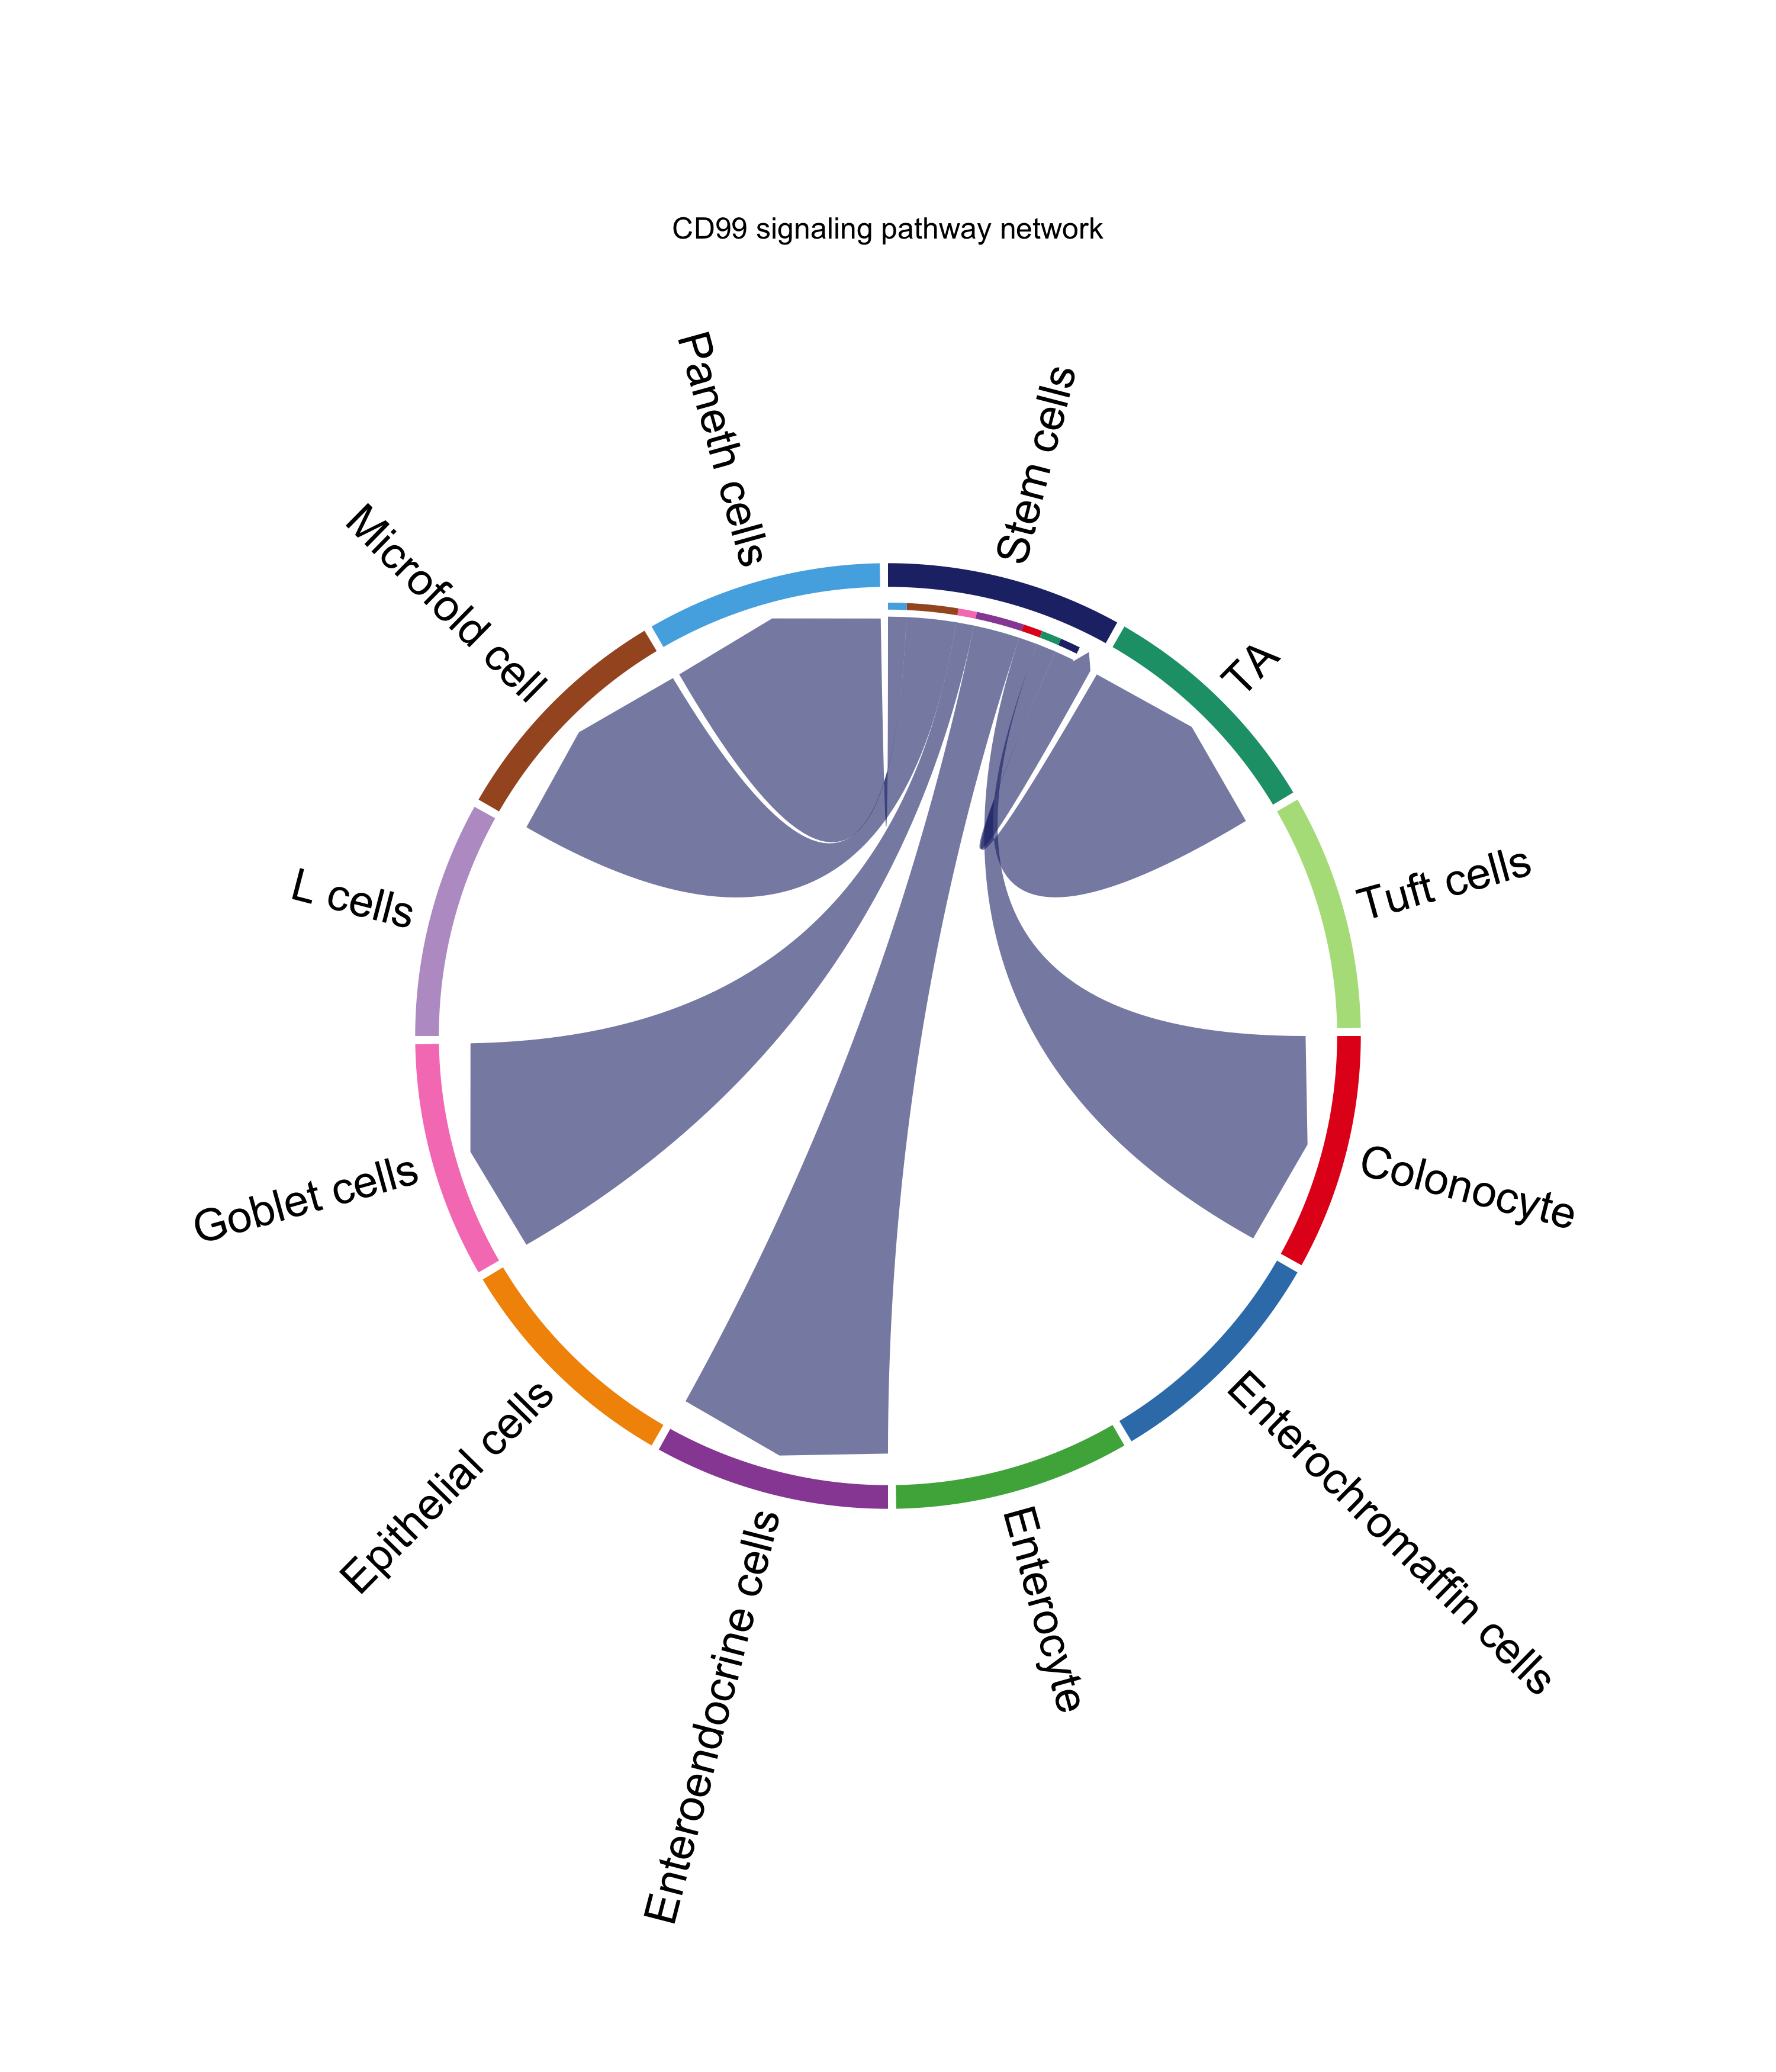 CD99 signaling pathway network
Paneth cells
Stem cells
Microfold cell
TA
L cells
Tuft cells
Goblet cells
Colonocyte
Epithelial cells
Enterochromaffin cells
Enteroendocrine cells
Enterocyte